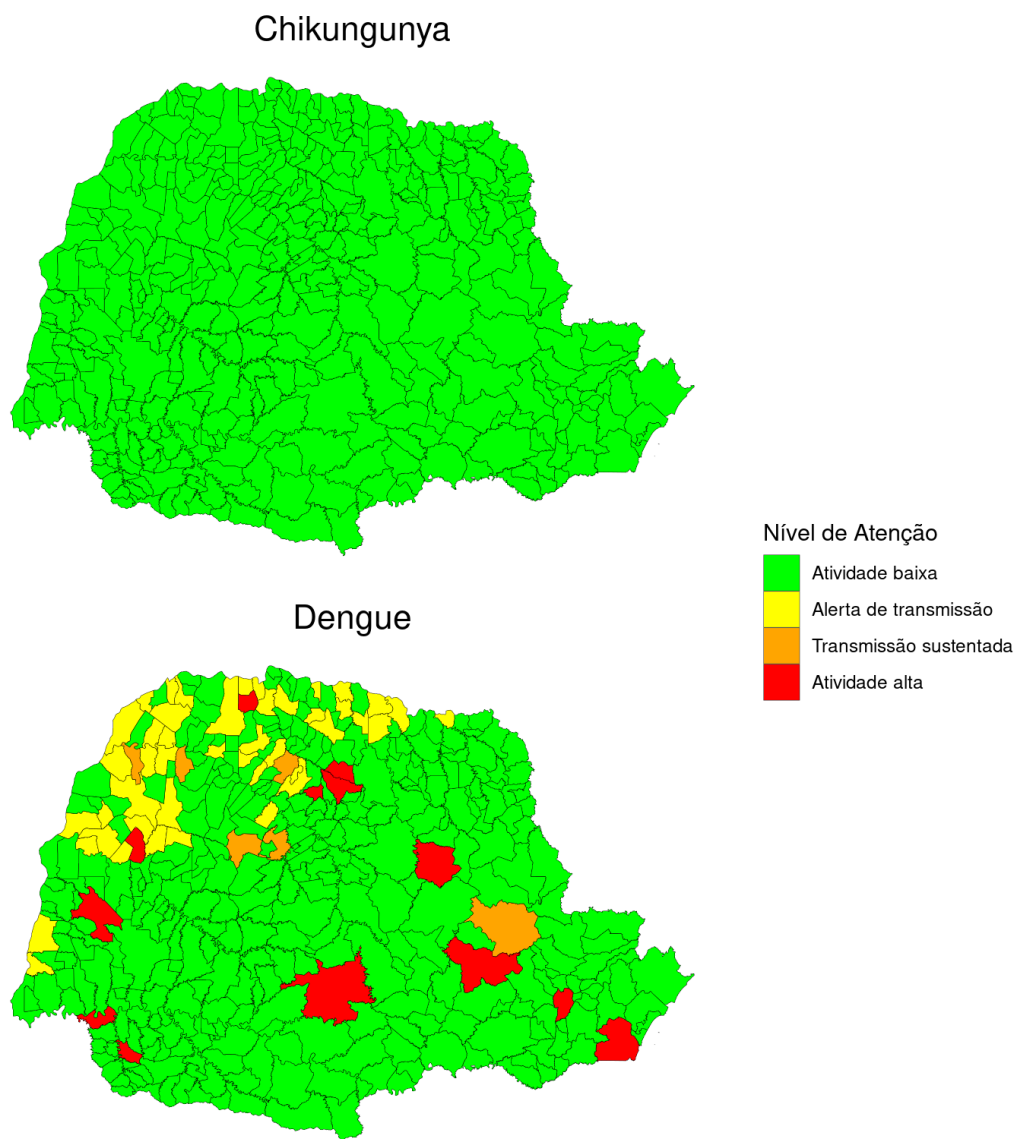 Chikungunya
Nível de Atenção
Atividade baixa
Alerta de transmissão
Transmissão sustentada
Atividade alta
Dengue